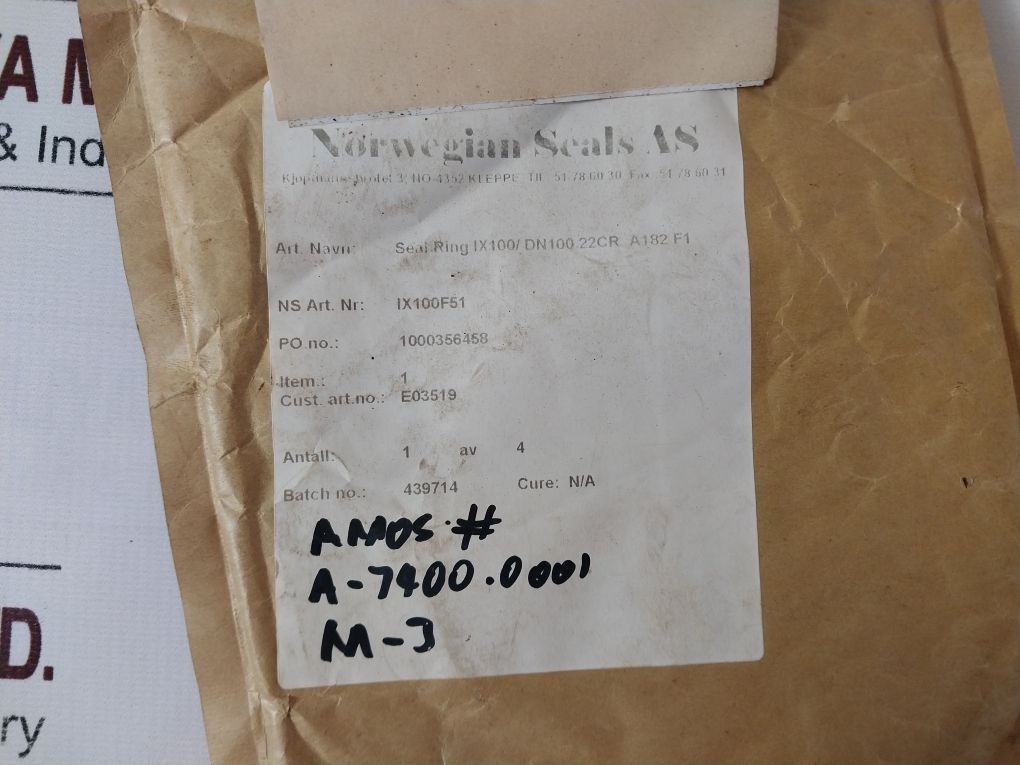 Norwegian Seals AS
3, NO-4352 KLEPPE Tlf: 51 78 60 30 Fax: 51 78 60 31
Art. Navn: Seal Ring IX100/ DN100 22CR A182 F1
NS Art. Nr: IX100F51
PO no.: 1000356458
Item.: 1
Cust. art.no.: E03519
Antall: 1 av 4
Batch no.: 439714 Cure: N/A
AMOS #
A-7400.0001
M-3
& Ind
D.
ry